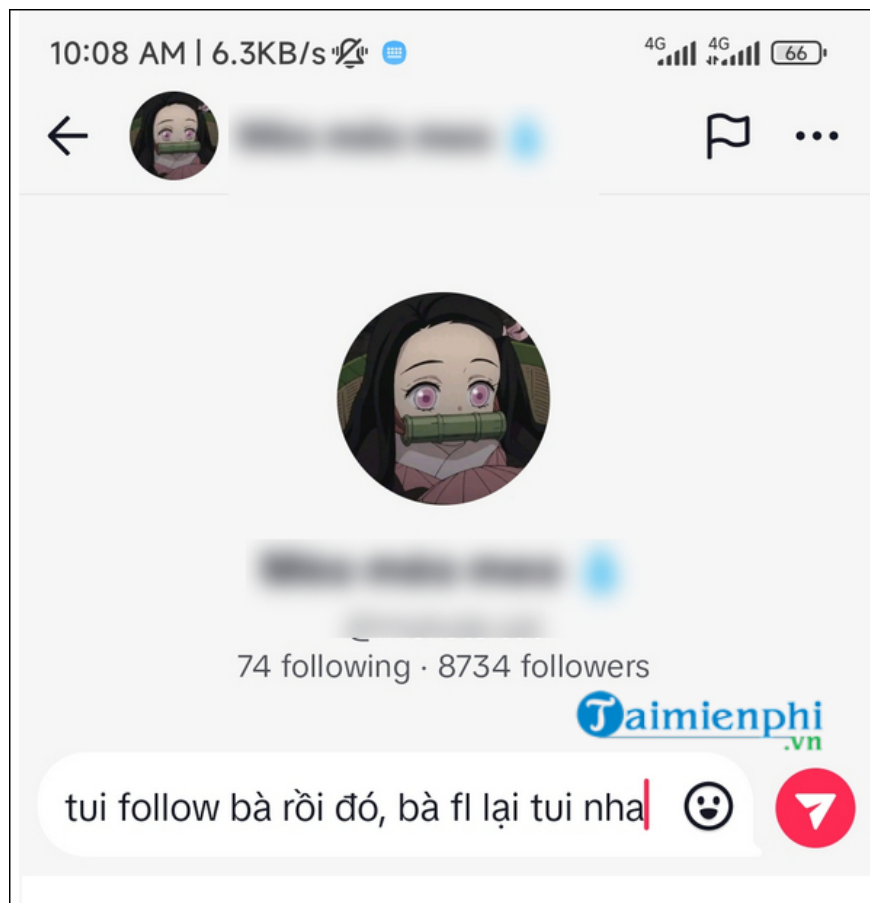 10:08 AM | 6.3KB/s
4G 4G 66
74 following · 8734 followers
Taimienphi
.vn
tui follow bà rồi đó, bà fl lại tui nha